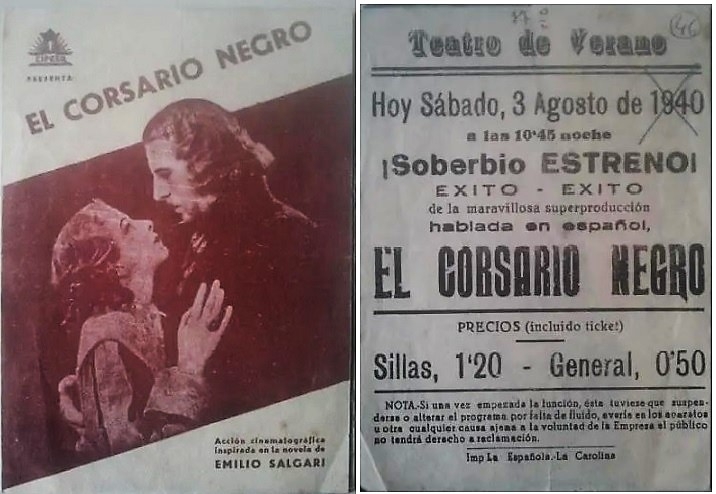 CIFESA
PRESENTA
EL CORSARIO NEGRO
Acción cinematográfica
inspirada en la novela de
EMILIO SALGARI
46
Teatro de Verano
Hoy Sábado, 3 Agosto de 1940
a las 10'45 noche
¡Soberbio ESTRENO!
EXITO - EXITO
de la maravillosa superproducción
hablada en español,
EL CORSARIO NEGRO
PRECIOS (incluido ticket)
Sillas, 1'20 - General, 0'50
NOTA.-Si una vez empezada la función, ésta tuviese que suspen-
derse o alterar el programa por falta de flúido, averie en los aparatos
u otra cualquier causa ajena a la voluntad de la Empresa el público
no tendrá derecho a reclamación.
Imp La Española.-La Carolina